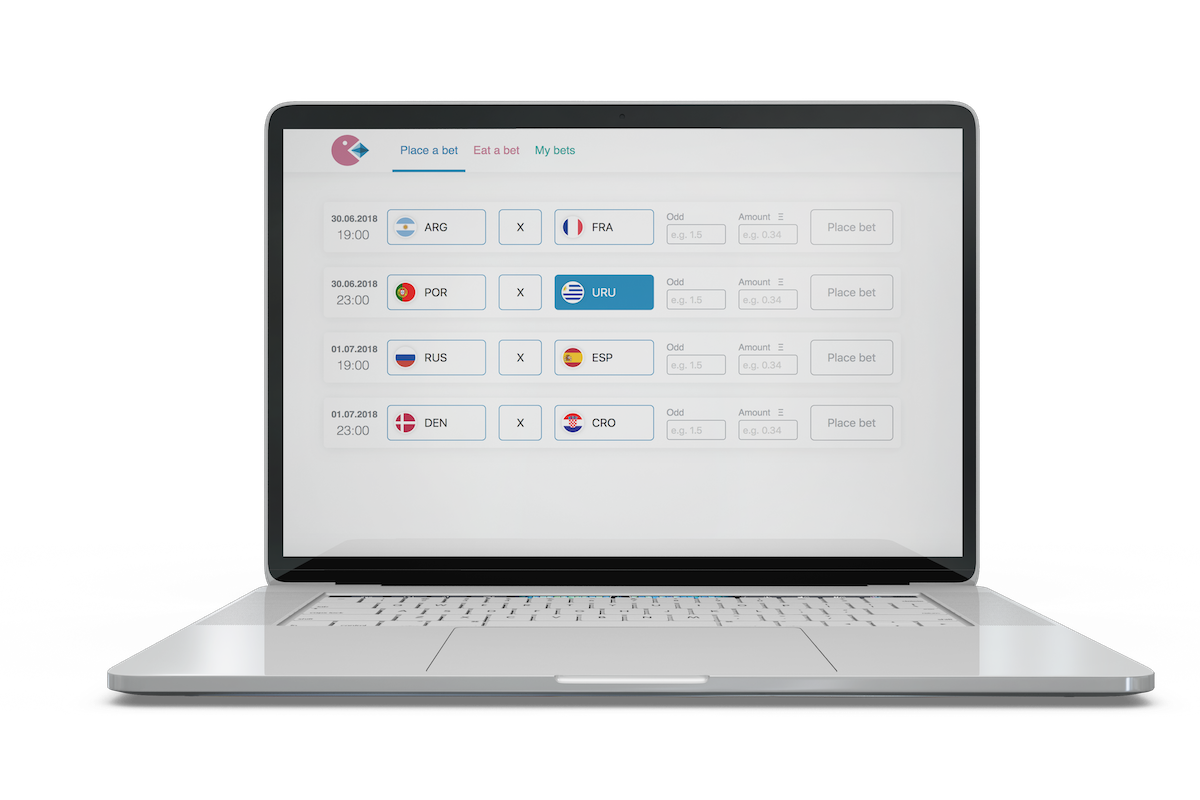 Place a bet Eat a bet My bets
30.06.2018
19:00
ARG X FRA
Odd
e.g. 1.5
Amount Ξ
e.g. 0.34
Place bet
30.06.2018
23:00
POR X URU
Odd
e.g. 1.5
Amount Ξ
e.g. 0.34
Place bet
01.07.2018
19:00
RUS X ESP
Odd
e.g. 1.5
Amount Ξ
e.g. 0.34
Place bet
01.07.2018
23:00
DEN X CRO
Odd
e.g. 1.5
Amount Ξ
e.g. 0.34
Place bet